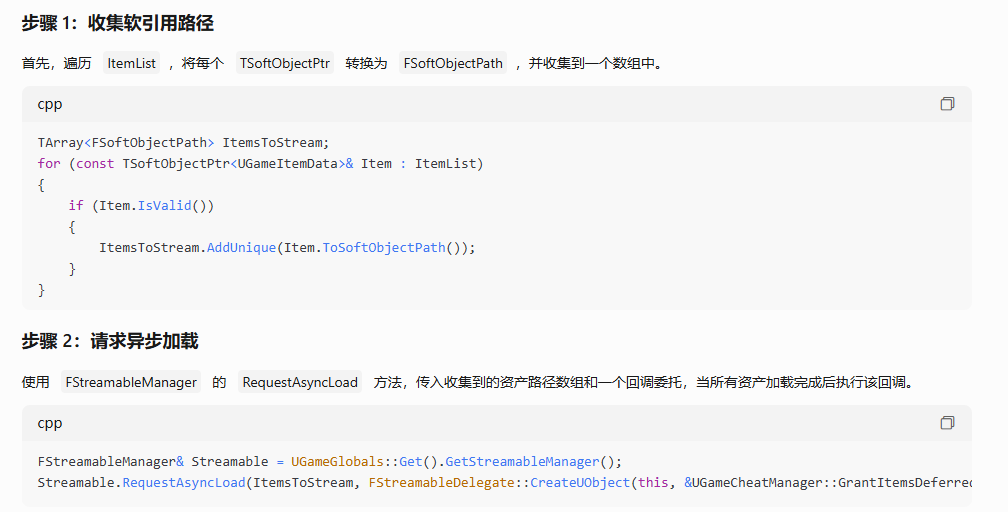 步骤 1：收集软引用路径
首先，遍历 ItemList ，将每个 TSoftObjectPtr 转换为 FSoftObjectPath ，并收集到一个数组中。
cpp
TArray<FSoftObjectPath> ItemsToStream;
for (const TSoftObjectPtr<UGameItemData>& Item : ItemList)
{
    if (Item.IsValid())
    {
        ItemsToStream.AddUnique(Item.ToSoftObjectPath());
    }
}
步骤 2：请求异步加载
使用 FStreamableManager 的 RequestAsyncLoad 方法，传入收集到的资产路径数组和一个回调委托，当所有资产加载完成后执行该回调。
cpp
FStreamableManager& Streamable = UGameGlobals::Get().GetStreamableManager();
Streamable.RequestAsyncLoad(ItemsToStream, FStreamableDelegate::CreateUObject(this, &UGameCheatManager::GrantItemsDeferred